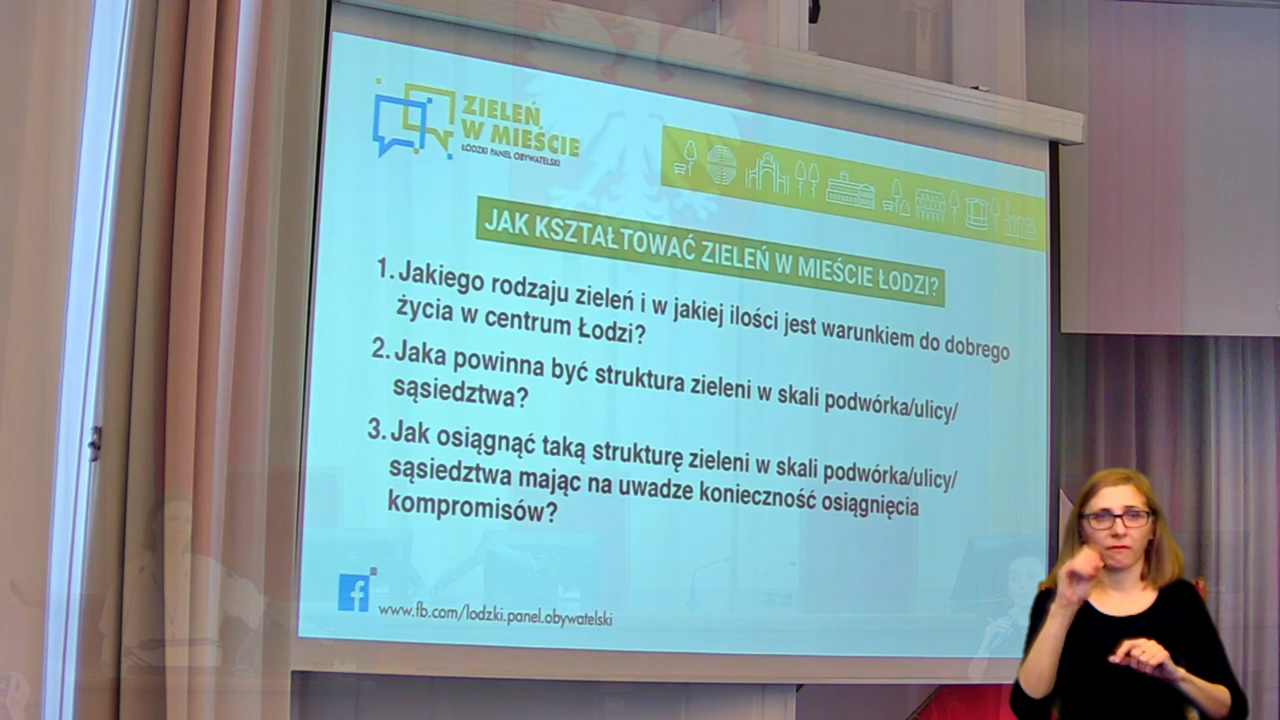 ZIELEŃ
W MIEŚCIE
ŁÓDZKI PANEL OBYWATELSKI
JAK KSZTAŁTOWAĆ ZIELEŃ W MIEŚCIE ŁODZI?
1. Jakiego rodzaju zieleń i w jakiej ilości jest warunkiem do dobrego
życia w centrum Łodzi?
2. Jaka powinna być struktura zieleni w skali podwórka/ulicy/
sąsiedztwa?
3. Jak osiągnąć taką strukturę zieleni w skali podwórka/ulicy/
sąsiedztwa mając na uwadze konieczność osiągnięcia
kompromisów?
www.fb.com/lodzki.panel.obywatelski